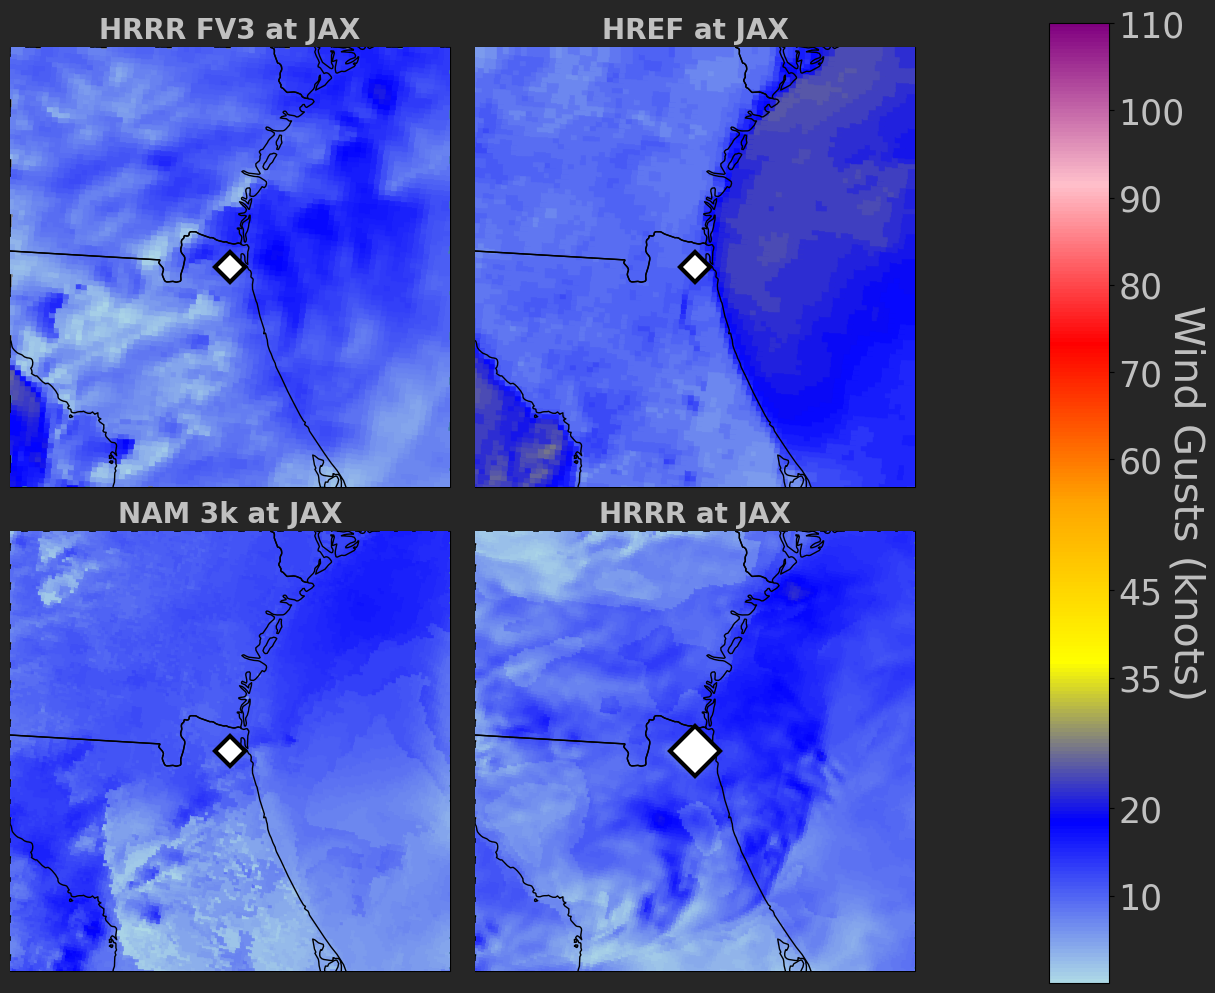 HRRR FV3 at JAX
HREF at JAX
NAM 3k at JAX
HRRR at JAX
110
100
90
80
70
60
45
35
20
10
Wind Gusts (knots)